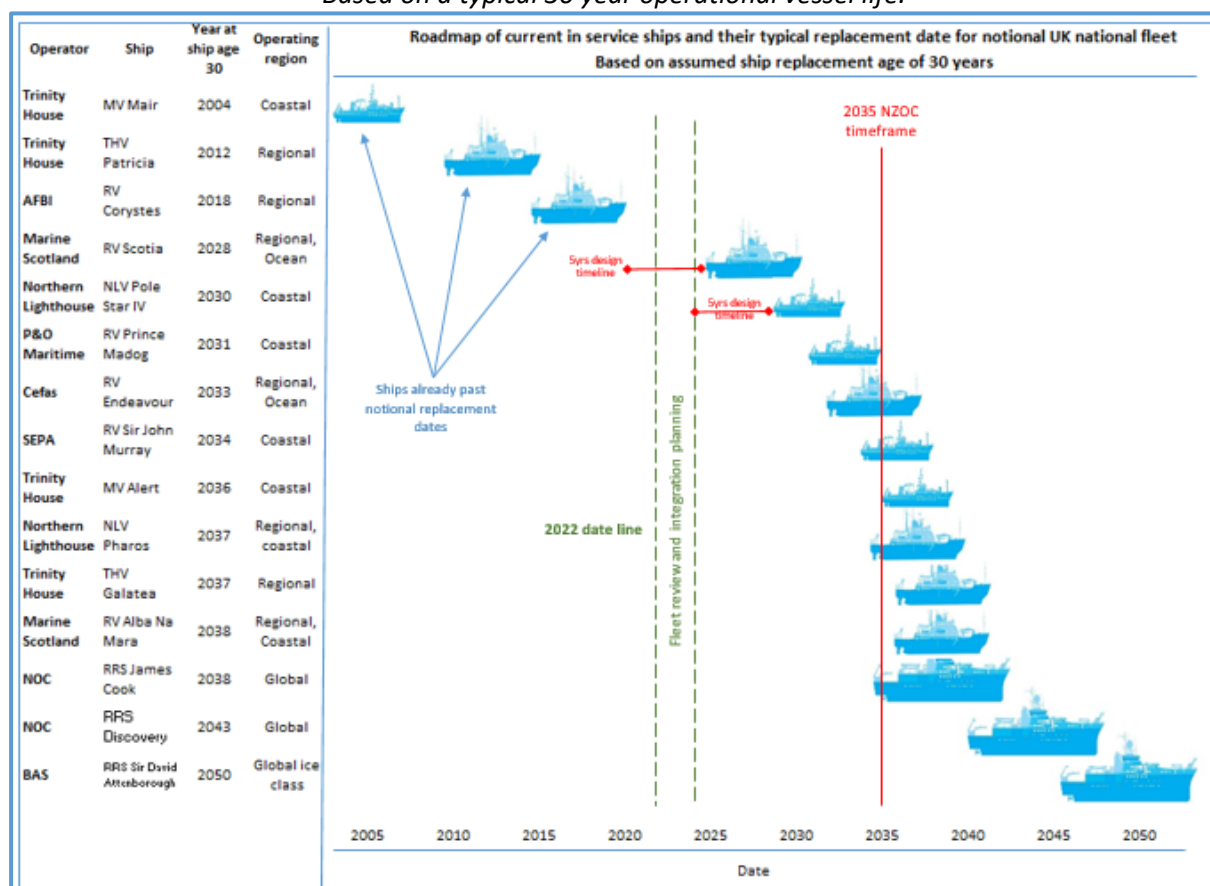 Based on a typical 30 year operational vessel life.
Operator
Ship
Year at
ship age
30
Operating
region
Roadmap of current in service ships and their typical replacement date for notional UK national fleet
Based on assumed ship replacement age of 30 years
Trinity
House
MV Mair
2004
Coastal
Trinity
House
THV
Patricia
2012
Regional
AFBI
RV
Corystes
2018
Regional
Marine
Scotland
RV Scotia
2028
Regional,
Ocean
Northern
Lighthouse
NLV Pole
Star IV
2030
Coastal
P&O
Maritime
RV Prince
Madog
2031
Coastal
Cefas
RV
Endeavour
2033
Regional,
Ocean
SEPA
RV Sir John
Murray
2034
Coastal
Trinity
House
MV Alert
2036
Coastal
Northern
Lighthouse
NLV
Pharos
2037
Regional,
coastal
Trinity
House
THV
Galatea
2037
Regional
Marine
Scotland
RV Alba Na
Mara
2038
Regional,
Coastal
NOC
RRS James
Cook
2038
Global
NOC
RRS
Discovery
2043
Global
BAS
RRS Sir David
Attenborough
2050
Global ice
class
2035 NZOC
timeframe
5yrs design
timeline
5yrs design
timeline
Ships already past
notional replacement
dates
2022 date line
Fleet review and integration planning
2005
2010
2015
2020
2025
2030
2035
2040
2045
2050
Date